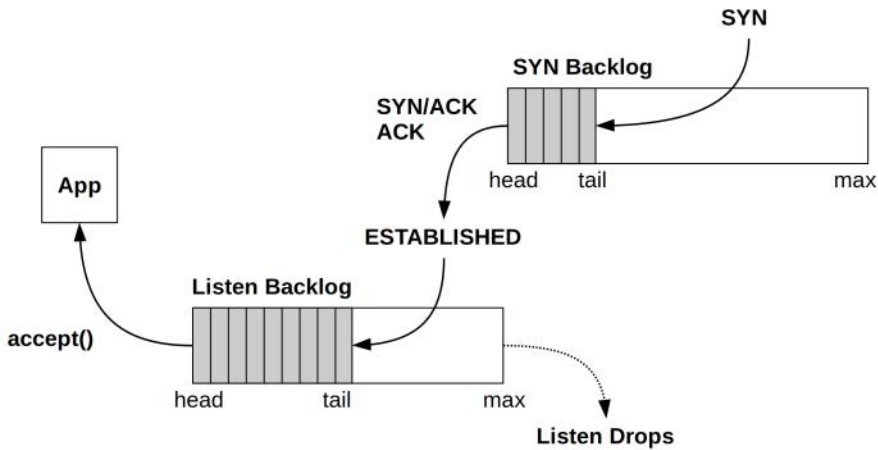 SYN
SYN Backlog
SYN/ACK
ACK
head
tail
max
App
ESTABLISHED
Listen Backlog
accept()
head
tail
max
Listen Drops